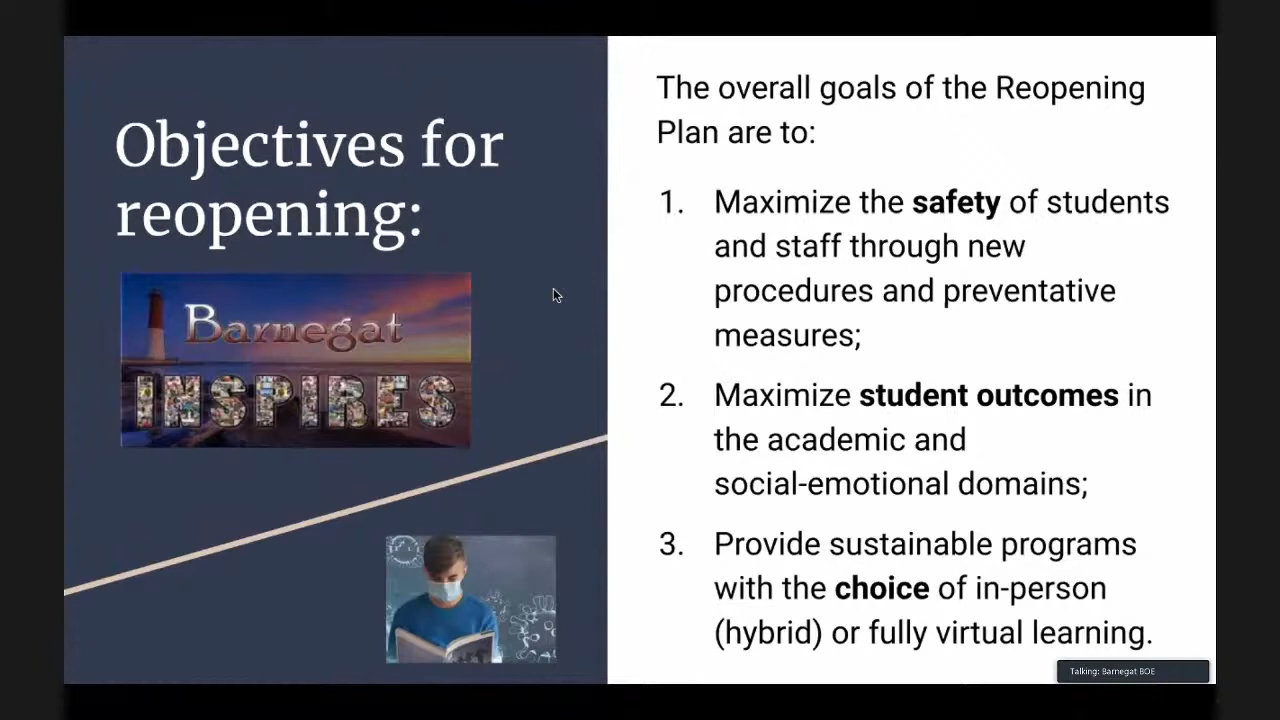 Objectives for
reopening:
Barnegat
INSPIRES
The overall goals of the Reopening
Plan are to:
1. Maximize the safety of students
and staff through new
procedures and preventative
measures;
2. Maximize student outcomes in
the academic and
social-emotional domains;
3. Provide sustainable programs
with the choice of in-person
(hybrid) or fully virtual learning.
Talking: Barnegat BOE